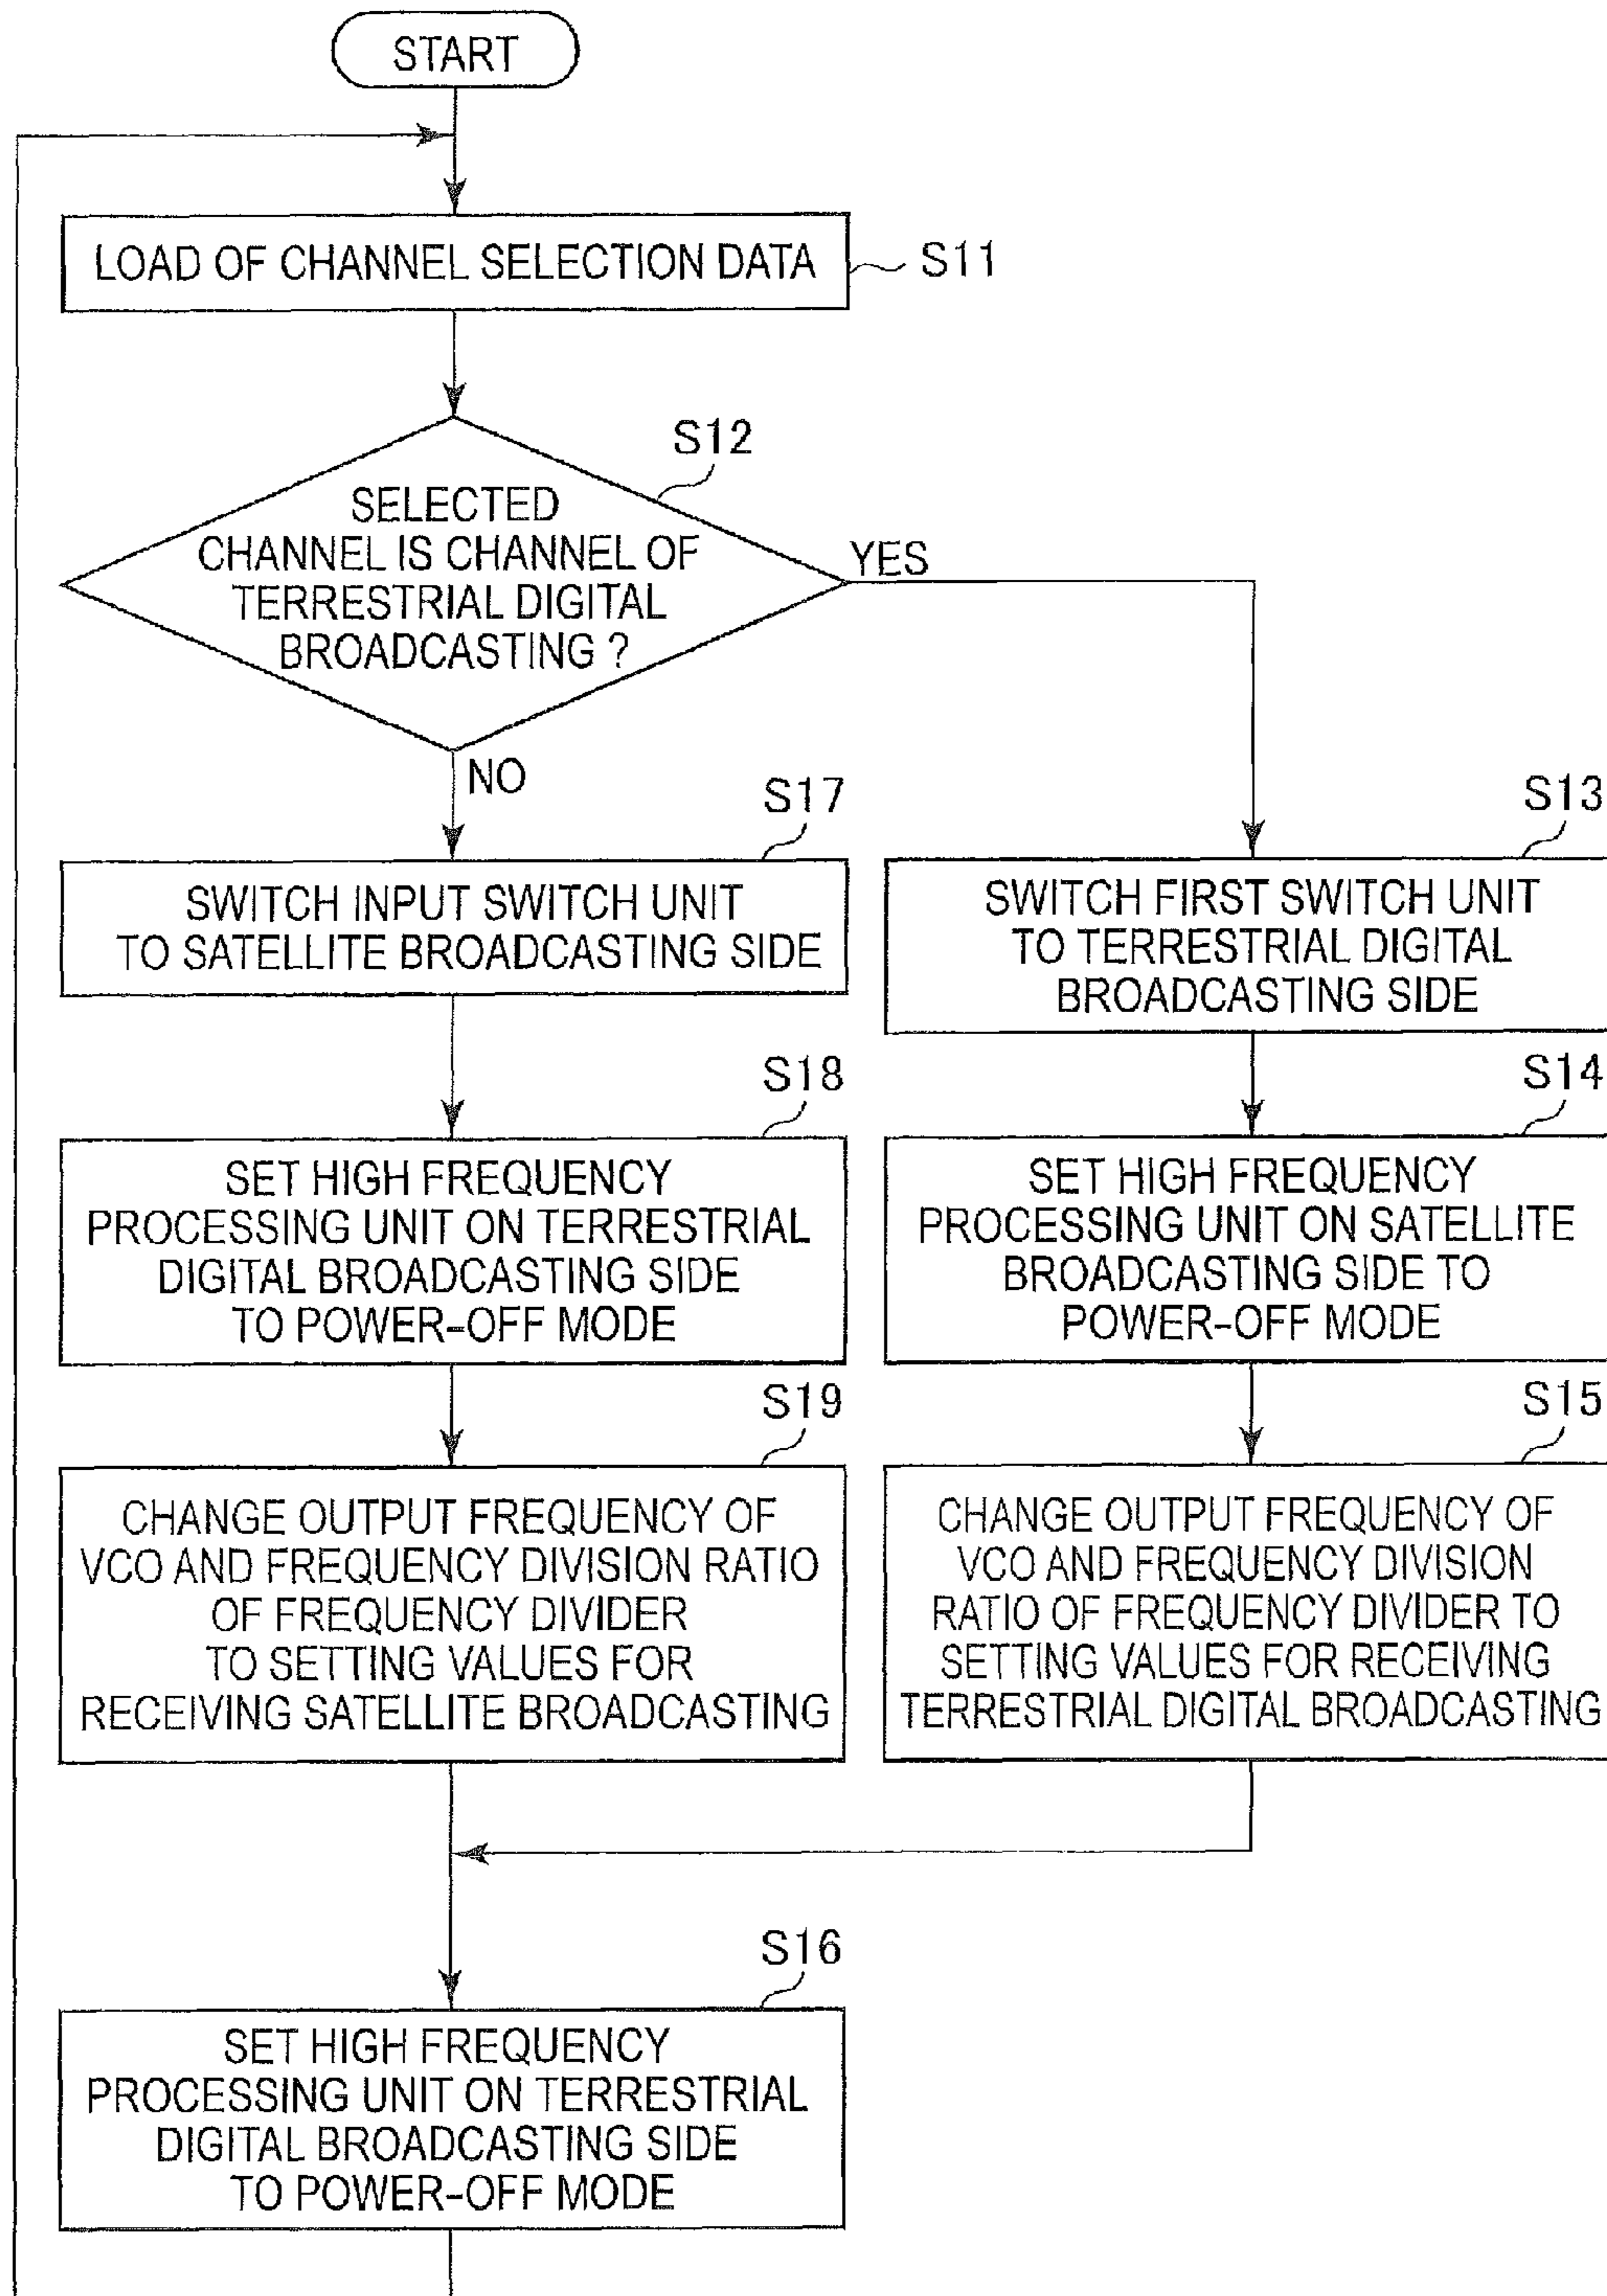 START
LOAD OF CHANNEL SELECTION DATA
S11
S12
SELECTED
CHANNEL IS CHANNEL OF
TERRESTRIAL DIGITAL
BROADCASTING ?
YES
NO
S17
SWITCH INPUT SWITCH UNIT
TO SATELLITE BROADCASTING SIDE
S13
SWITCH FIRST SWITCH UNIT
TO TERRESTRIAL DIGITAL
BROADCASTING SIDE
S18
SET HIGH FREQUENCY
PROCESSING UNIT ON TERRESTRIAL
DIGITAL BROADCASTING SIDE
TO POWER-OFF MODE
S14
SET HIGH FREQUENCY
PROCESSING UNIT ON SATELLITE
BROADCASTING SIDE TO
POWER-OFF MODE
S19
CHANGE OUTPUT FREQUENCY OF
VCO AND FREQUENCY DIVISION RATIO
OF FREQUENCY DIVIDER
TO SETTING VALUES FOR
RECEIVING SATELLITE BROADCASTING
S15
CHANGE OUTPUT FREQUENCY OF
VCO AND FREQUENCY DIVISION
RATIO OF FREQUENCY DIVIDER TO
SETTING VALUES FOR RECEIVING
TERRESTRIAL DIGITAL BROADCASTING
S16
SET HIGH FREQUENCY
PROCESSING UNIT ON TERRESTRIAL
DIGITAL BROADCASTING SIDE
TO POWER-OFF MODE